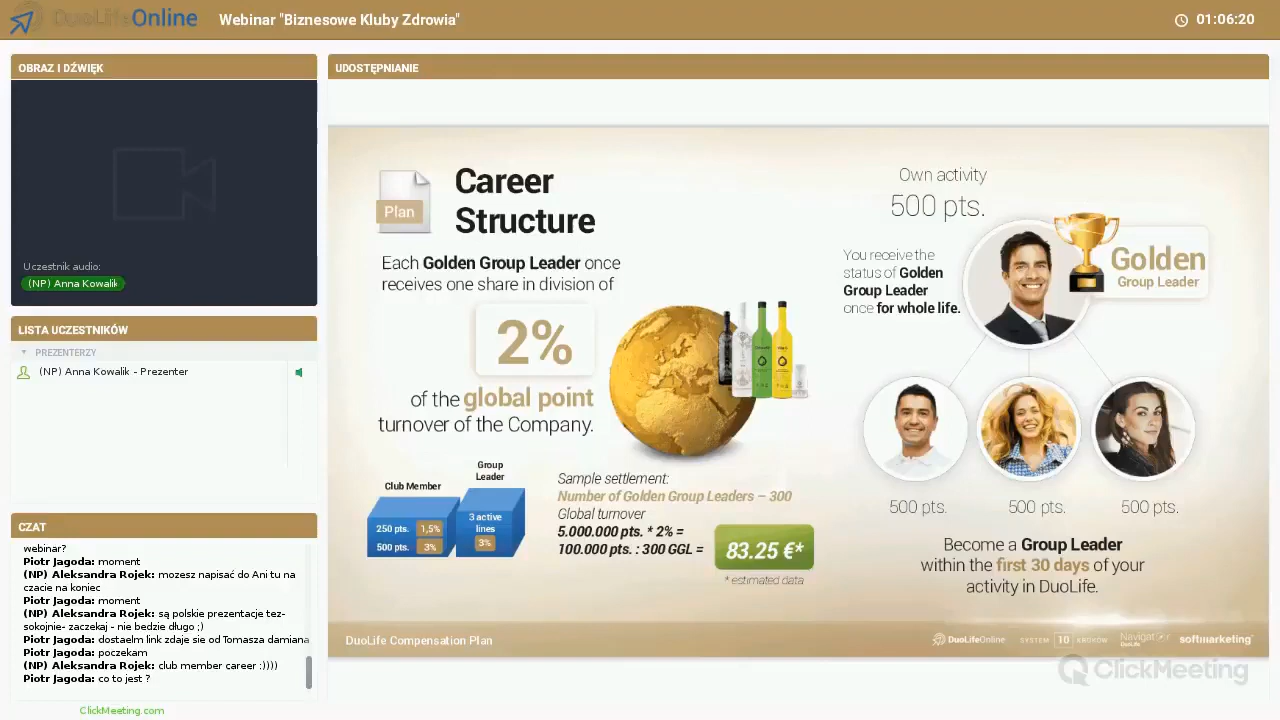 DuoLifeOnline
Webinar "Biznesowe Kluby Zdrowia"
01:06:20
OBRAZ I DŹWIĘK
Uczestnik audio:
(NP) Anna Kowalik
LISTA UCZESTNIKÓW
PREZENTERZY
(NP) Anna Kowalik - Prezenter
CZAT
webinar?
Piotr Jagoda: moment
(NP) Aleksandra Rojek: mozesz napisać do Ani tu na
czacie na koniec
Piotr Jagoda: moment
(NP) Aleksandra Rojek: są polskie prezentacje tez-
sokojnie- zaczekaj - nie bedzie długo ;)
Piotr Jagoda: dostaelm link zdaje sie od Tomasza damiana
Piotr Jagoda: poczekam
(NP) Aleksandra Rojek: club member career :))))
Piotr Jagoda: co to jest ?
ClickMeeting.com
UDOSTĘPNIANIE
Plan
Career
Structure
Each Golden Group Leader once
receives one share in division of
2%
of the global point
turnover of the Company.
Club Member
250 pts. 1,5%
500 pts. 3%
Group
Leader
3 active
lines
3%
Sample settlement:
Number of Golden Group Leaders – 300
Global turnover
5.000.000 pts. * 2% =
100.000 pts. : 300 GGL =
83.25 €*
* estimated data
Own activity
500 pts.
You receive the
status of Golden
Group Leader
once for whole life.
Golden
Group Leader
500 pts.
500 pts.
500 pts.
Become a Group Leader
within the first 30 days of your
activity in DuoLife.
DuoLife Compensation Plan
DuoLifeOnline
SYSTEM 10 KROKÓW
Navigator
DuoLife
softmarketing
ClickMeeting